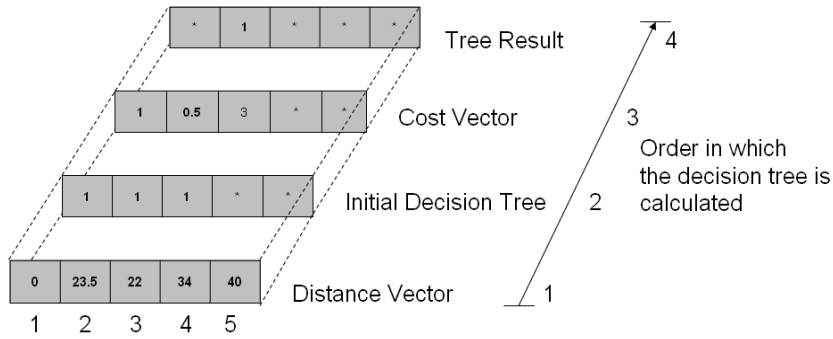 * 1 * * *
Tree Result
4
1 0.5 3 * *
Cost Vector
3
Order in which
the decision tree is
calculated
1 1 1 * *
Initial Decision Tree
2
0 23.5 22 34 40
Distance Vector
1
1 2 3 4 5